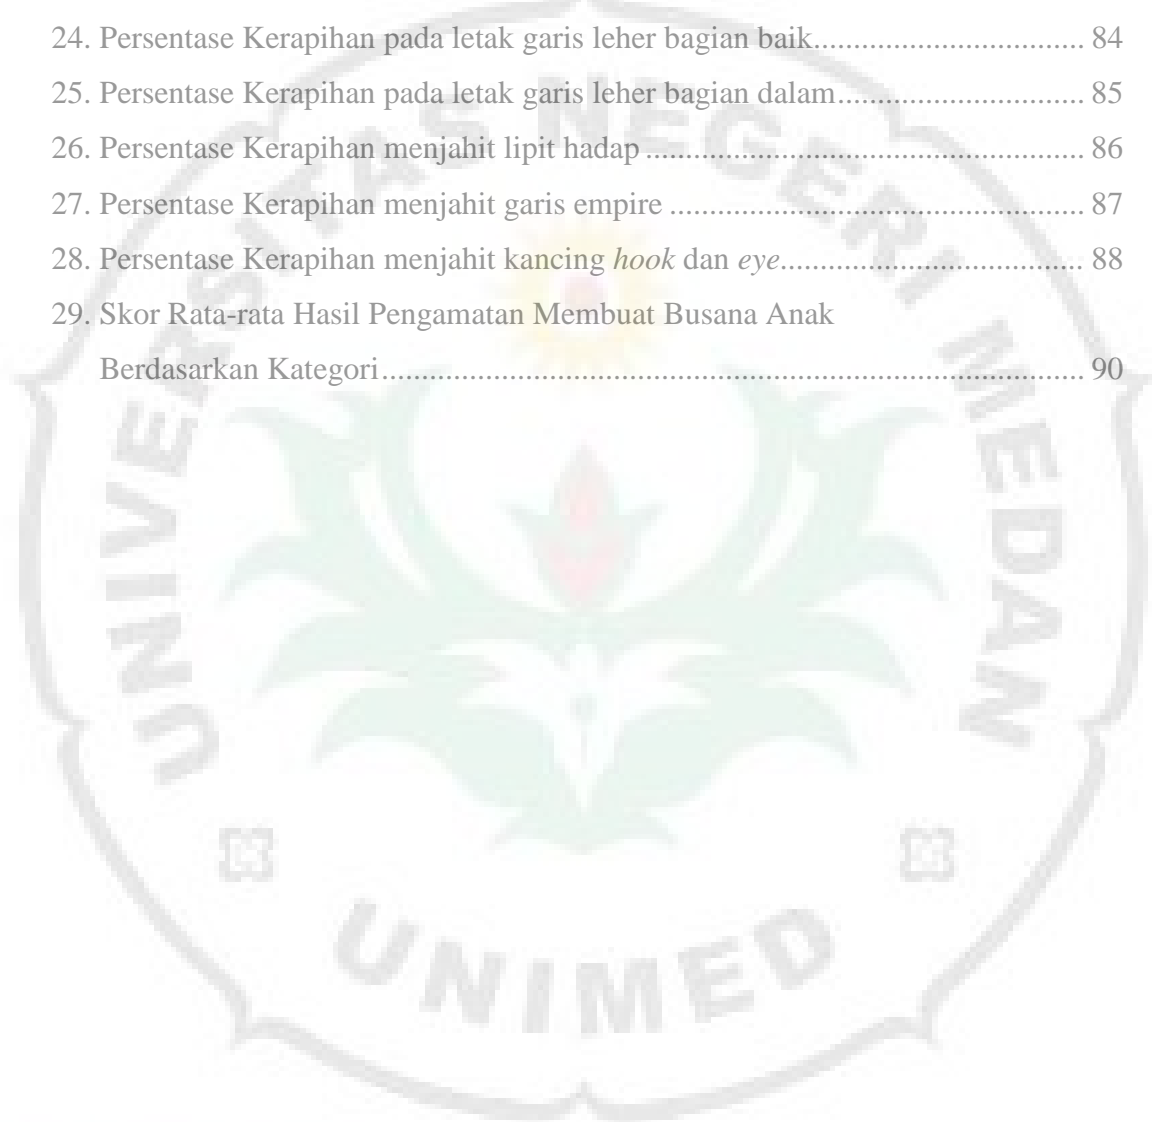 24. Persentase Kerapihan pada letak garis leher bagian baik................................. 84
25. Persentase Kerapihan pada letak garis leher bagian dalam.............................. 85
26. Persentase Kerapihan menjahit lipit hadap ..................................................... 86
27. Persentase Kerapihan menjahit garis empire .................................................. 87
28. Persentase Kerapihan menjahit kancing hook dan eye..................................... 88
29. Skor Rata-rata Hasil Pengamatan Membuat Busana Anak
Berdasarkan Kategori...................................................................................... 90
UNIVERSITAS NEGERI MEDAN
UNIMED